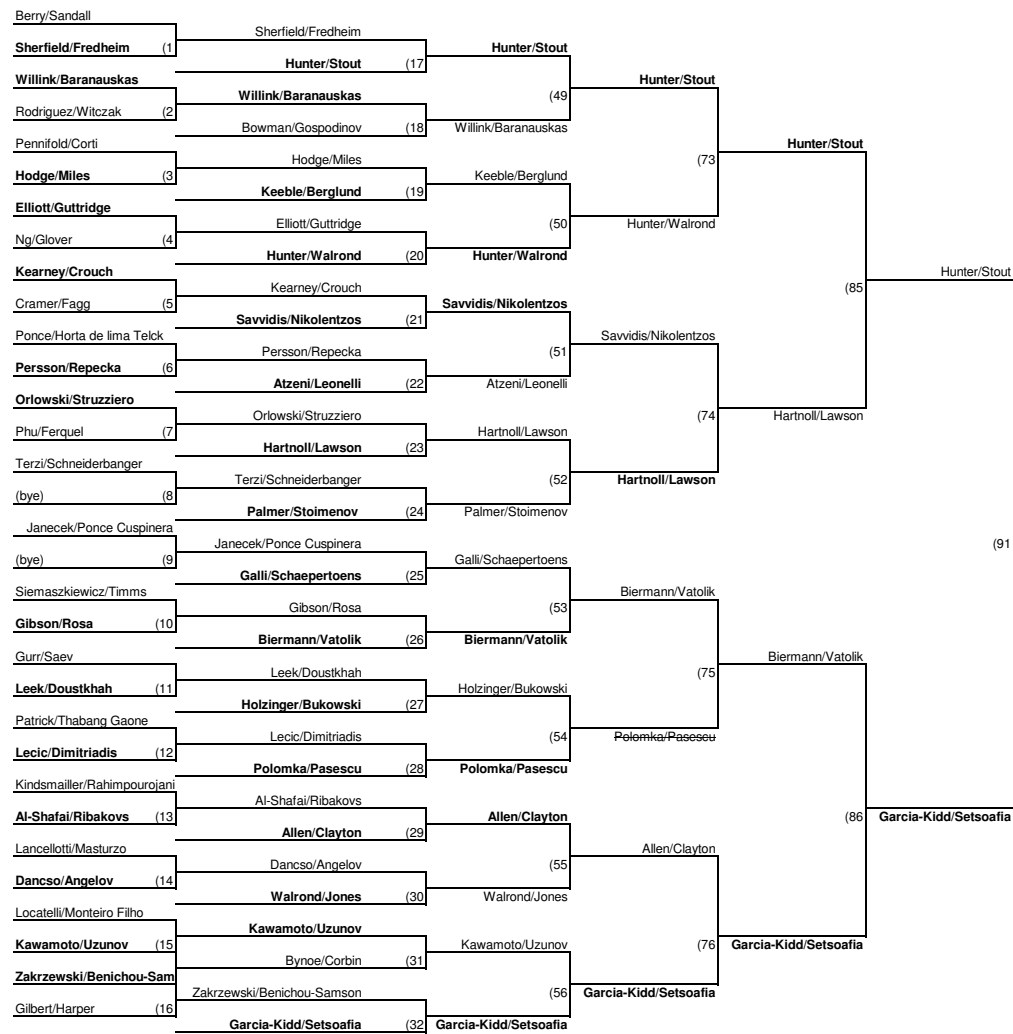 Berry/Sandall
Sherfield/Fredheim
Sherfield/Fredheim (1
Hunter/Stout
Hunter/Stout (17
Willink/Baranauskas
Hunter/Stout
Willink/Baranauskas
(49
Rodriguez/Witczak (2
Bowman/Gospodinov (18
Willink/Baranauskas
Pennifold/Corti
Hunter/Stout
Hodge/Miles
(73
Hodge/Miles (3
Keeble/Berglund
Keeble/Berglund (19
Elliott/Guttridge
Elliott/Guttridge
(50
Hunter/Walrond
Ng/Glover (4
Hunter/Walrond (20
Hunter/Walrond
Kearney/Crouch
Hunter/Stout
Kearney/Crouch
(85
Cramer/Fagg (5
Savvidis/Nikolentzos
Savvidis/Nikolentzos (21
Ponce/Horta de lima Telck
Savvidis/Nikolentzos
Persson/Repecka
(51
Persson/Repecka (6
Atzeni/Leonelli (22
Atzeni/Leonelli
Orlowski/Struzziero
Orlowski/Struzziero
(74
Hartnoll/Lawson
Phu/Ferquel (7
Hartnoll/Lawson
Hartnoll/Lawson (23
Terzi/Schneiderbanger
Terzi/Schneiderbanger
(52
Hartnoll/Lawson
(bye) (8
Palmer/Stoimenov (24
Palmer/Stoimenov
Janecek/Ponce Cuspinera
Janecek/Ponce Cuspinera
(91
(bye) (9
Galli/Schaepertoens
Galli/Schaepertoens (25
Siemaszkiewicz/Timms
Biermann/Vatolik
Gibson/Rosa
(53
Gibson/Rosa (10
Biermann/Vatolik (26
Biermann/Vatolik
Gurr/Saev
Biermann/Vatolik
Leek/Doustkhah
(75
Leek/Doustkhah (11
Holzinger/Bukowski
Holzinger/Bukowski (27
Patrick/Thabang Gaone
Lecic/Dimitriadis
(54
Polomka/Pasescu
Lecic/Dimitriadis (12
Polomka/Pasescu (28
Polomka/Pasescu
Kindsmailler/Rahimpourojani
Al-Shafai/Ribakovs
Al-Shafai/Ribakovs (13
Allen/Clayton
(86
Garcia-Kidd/Setsoafia
Allen/Clayton (29
Lancellotti/Masturzo
Allen/Clayton
Dancso/Angelov
(55
Dancso/Angelov (14
Walrond/Jones (30
Walrond/Jones
Locatelli/Monteiro Filho
Kawamoto/Uzunov
Kawamoto/Uzunov (15
Kawamoto/Uzunov
(76
Garcia-Kidd/Setsoafia
Bynoe/Corbin (31
Zakrzewski/Benichou-Sam
Zakrzewski/Benichou-Samson
(56
Garcia-Kidd/Setsoafia
Gilbert/Harper (16
Garcia-Kidd/Setsoafia (32
Garcia-Kidd/Setsoafia